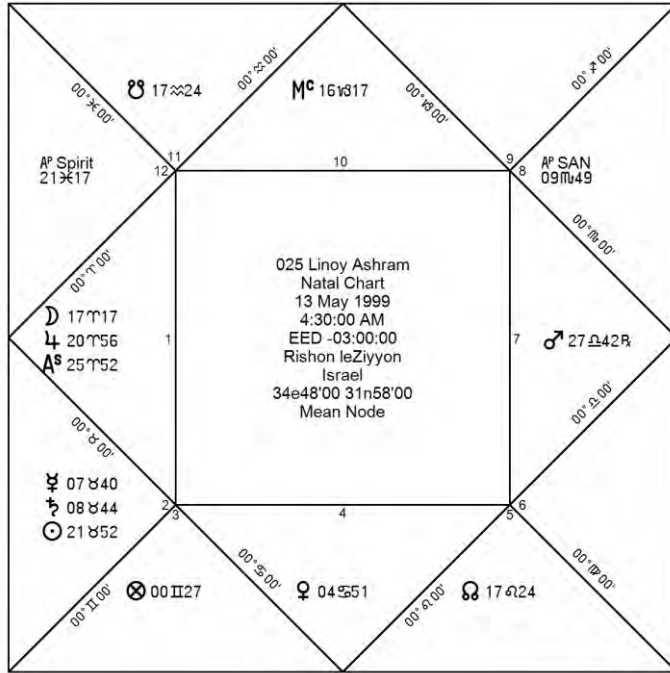 00°♓00'
☋ 17♒24
00°♒00'
Mc 16♑17
00°♑00'
00°♐00'
AP Spirit
21♓17
11
12
10
9
8
AP SAN
09♏49
00°♈00'
00°♏00'
☽ 17♈17
♃ 20♈56
As 25♈52
1
025 Linoy Ashram
Natal Chart
13 May 1999
4:30:00 AM
EED -03:00:00
Rishon leZiyyon
Israel
34e48'00 31n58'00
Mean Node
7
♂ 27♎42℞
00°♉00'
00°♎00'
☿ 07♉40
♄ 08♉44
☉ 21♉52
2
3
4
5
6
00°♊00'
⊗ 00♊27
00°♋00'
♀ 04♋51
00°♌00'
☊ 17♌24
00°♍00'